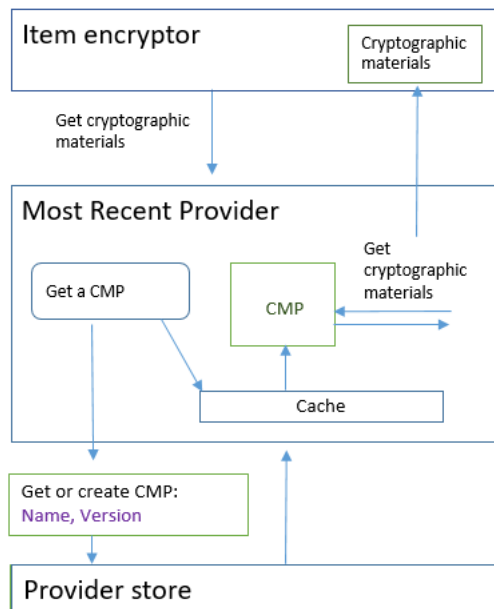 Item encryptor
Cryptographic
materials
Get cryptographic
materials
Most Recent Provider
Get
cryptographic
materials
Get a CMP
CMP
Cache
Get or create CMP:
Name, Version
Provider store